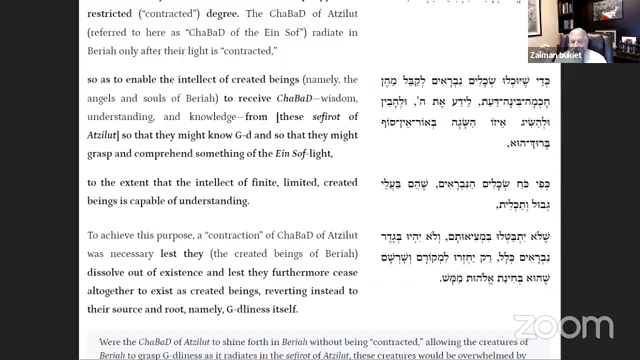 restricted (“contracted”) degree. The ChaBaD of Atzilut
(referred to here as “ChaBaD of the Ein Sof”) radiate in
Beriah only after their light is “contracted,”
so as to enable the intellect of created beings (namely, the
angels and souls of Beriah) to receive ChaBaD—wisdom,
understanding, and knowledge—from [these sefirot of
Atzilut] so that they might know G-d and so that they might
grasp and comprehend something of the Ein Sof-light,
to the extent that the intellect of finite, limited, created
beings is capable of understanding.
To achieve this purpose, a “contraction” of ChaBaD of Atzilut
was necessary lest they (the created beings of Beriah)
dissolve out of existence and lest they furthermore cease
altogether to exist as created beings, reverting instead to
their source and root, namely, G-dliness itself.
Were the ChaBaD of Atzilut to shine forth in Beriah without being “contracted,” allowing the creatures of
Beriah to grasp G-dliness as it radiates in the sefirot of Atzilut, these creatures would be overwhelmed by
כְּדֵי שֶׁיּוּכְלוּ שְׂכָלִים נִבְרָאִים לְקַבֵּל מֵהֶן
חָכְמָה־בִּינָה־דַּעַת, לֵידַע אֶת ה', וּלְהָבִין
וּלְהַשִּׂיג אֵיזוֹ הַשָּׂגָה בְּאוֹר־אֵין־סוֹף
בָּרוּךְ־הוּא,
כְּפִי כֹּחַ שְׂכָלִים הַנִּבְרָאִים, שֶׁהֵם בַּעֲלֵי
גְבוּל וְתַכְלִית,
שֶׁלֹּא יִתְבַּטְּלוּ בִּמְצִיאוּתָם, וְלֹא יִהְיוּ בְּגֶדֶר
נִבְרָאִים כְּלָל, רַק יַחְזְרוּ לִמְקוֹרָם וְשָׁרְשָׁם
שֶׁהוּא בְּחִינַת אֱלֹהוּת מַמָּשׁ.
Zalman bukiet
zoom